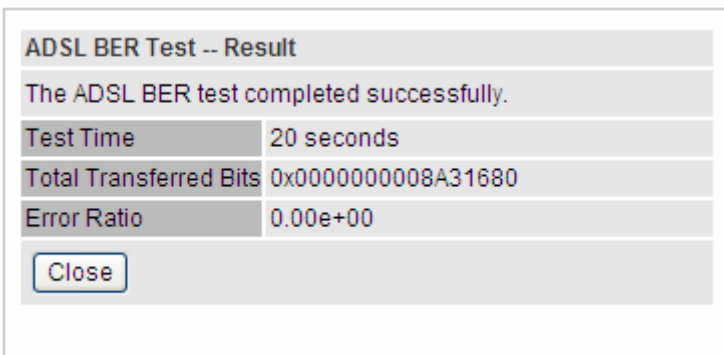 ADSL BER Test -- Result
The ADSL BER test completed successfully.
Test Time 20 seconds
Total Transferred Bits 0x0000000008A31680
Error Ratio 0.00e+00
Close